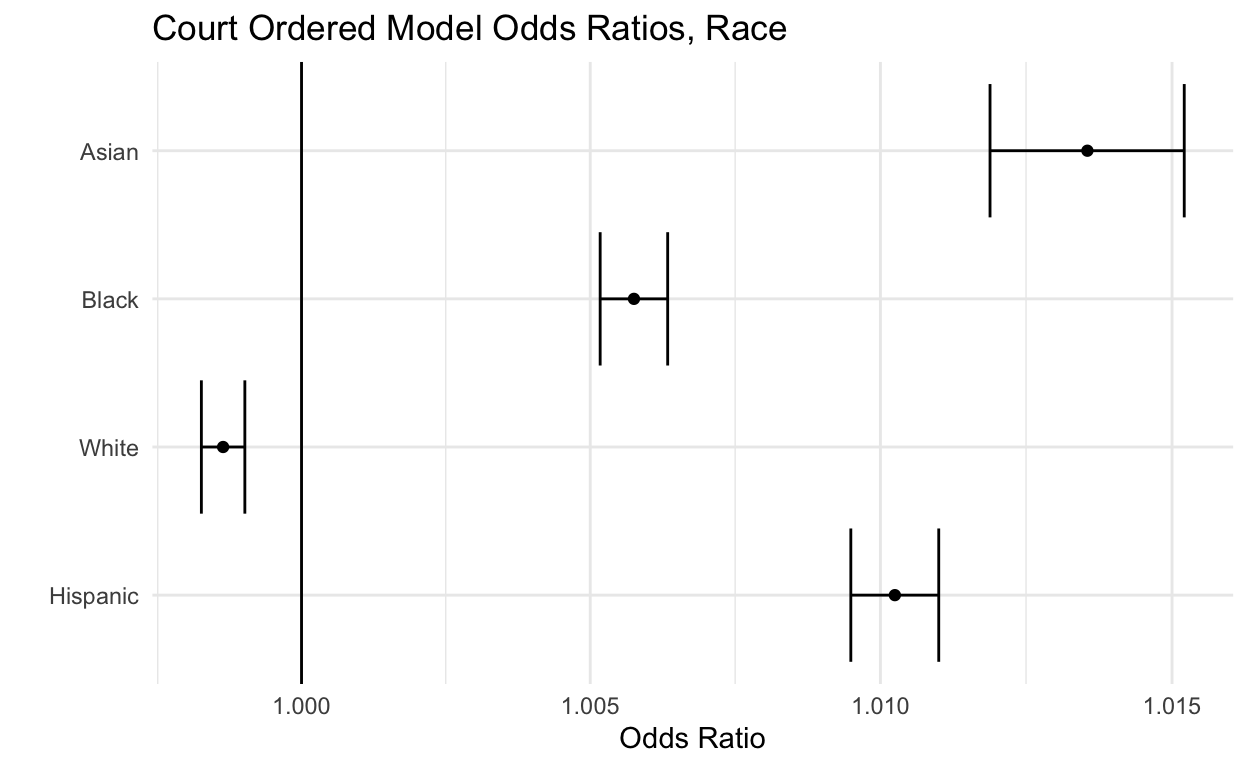 Court Ordered Model Odds Ratios, Race
Asian
Black
White
Hispanic
1.000 1.005 1.010 1.015
Odds Ratio